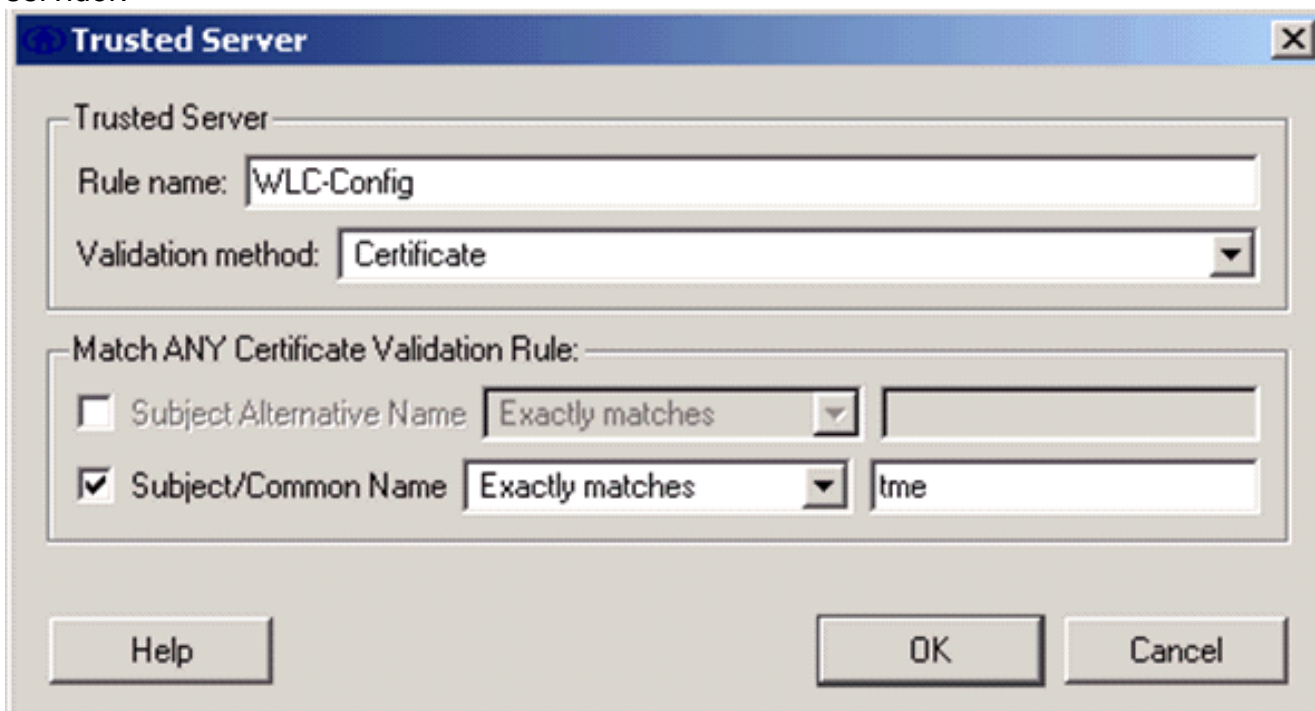 servidor.
Trusted Server
Trusted Server
Rule name: WLC-Config
Validation method: Certificate
Match ANY Certificate Validation Rule:
Subject Alternative Name Exactly matches
Subject/Common Name Exactly matches tme
Help OK Cancel